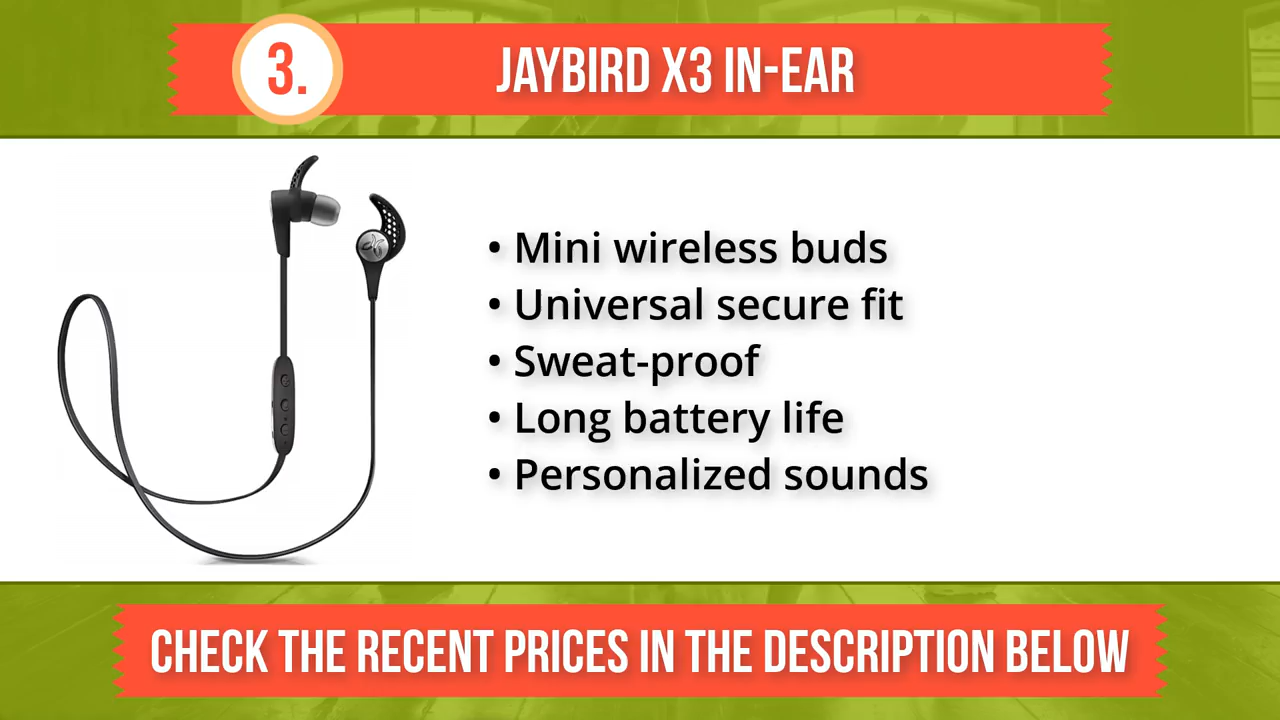 3.
JAYBIRD X3 IN-EAR
• Mini wireless buds
• Universal secure fit
• Sweat-proof
• Long battery life
• Personalized sounds
CHECK THE RECENT PRICES IN THE DESCRIPTION BELOW